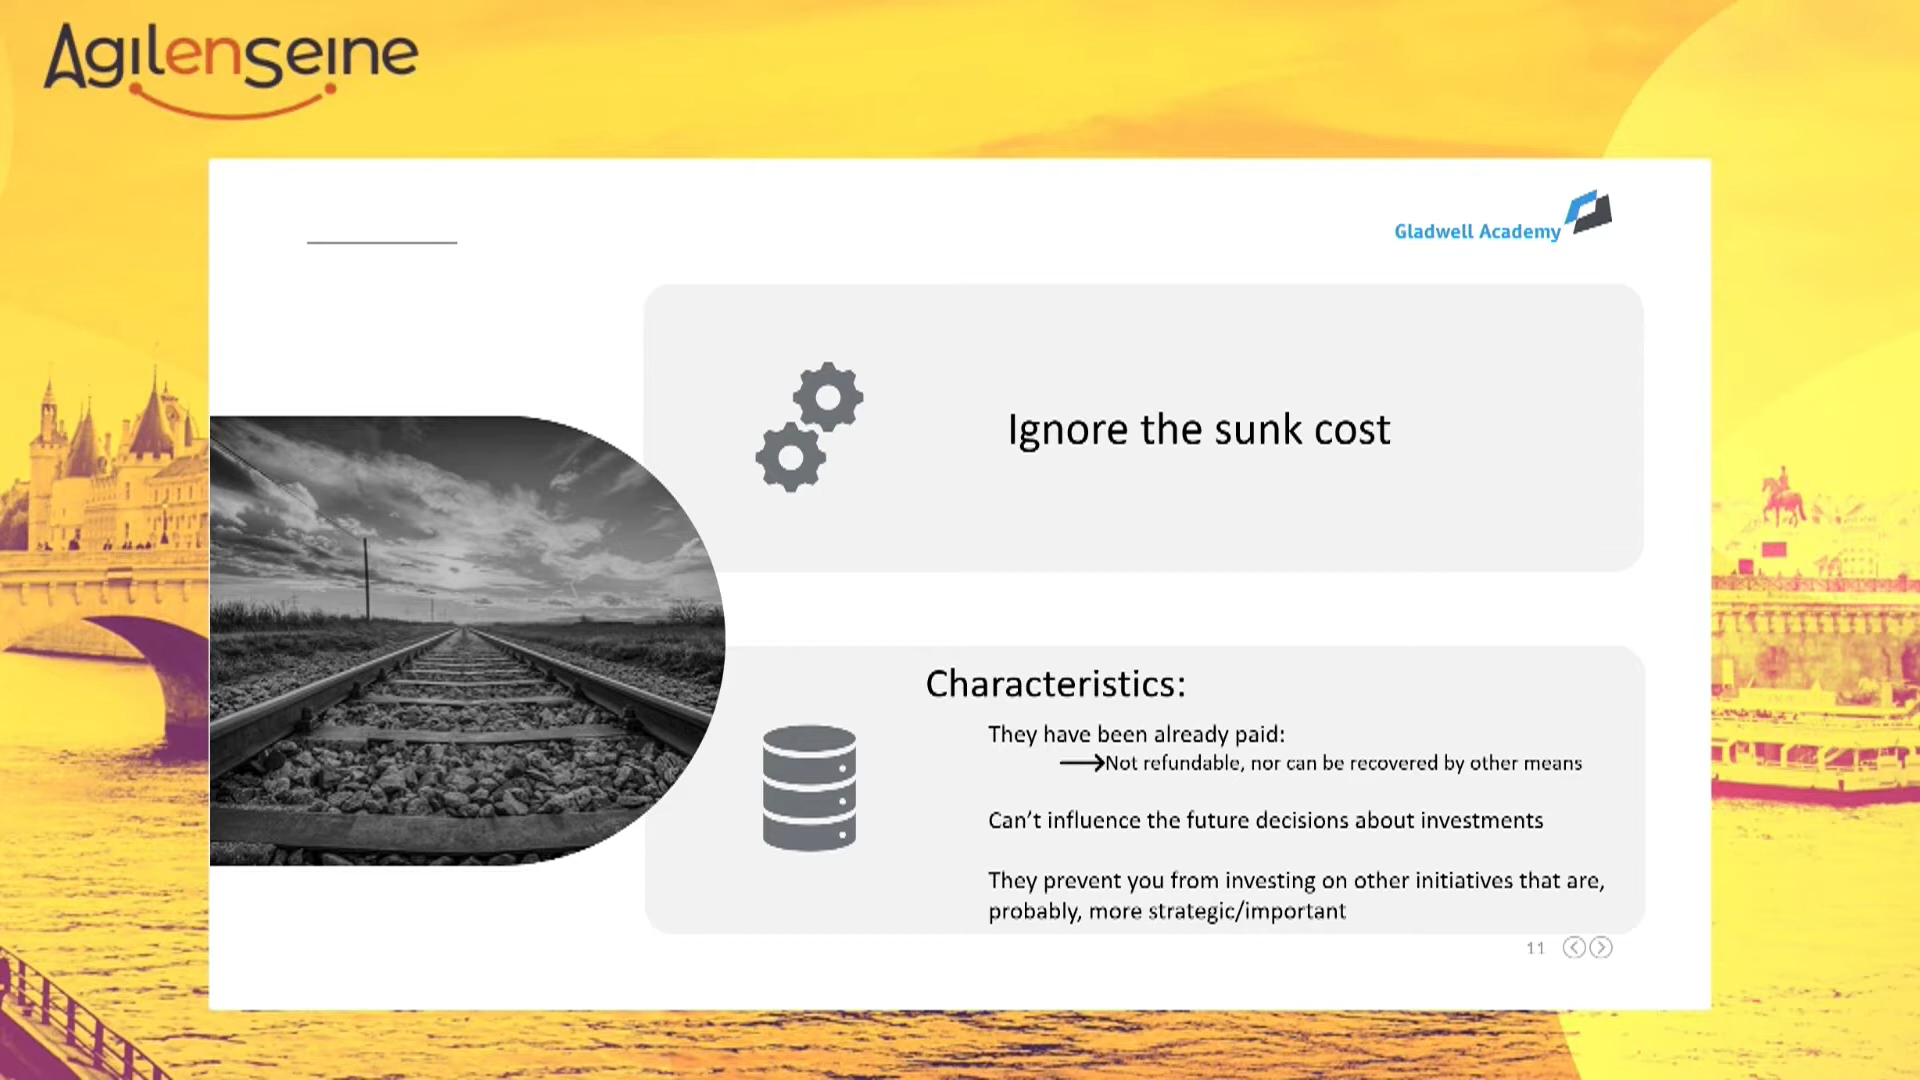 Agilenseine
Gladwell Academy
Ignore the sunk cost
Characteristics:
They have been already paid:
Not refundable, nor can be recovered by other means
Can’t influence the future decisions about investments
They prevent you from investing on other initiatives that are,
probably, more strategic/important
11